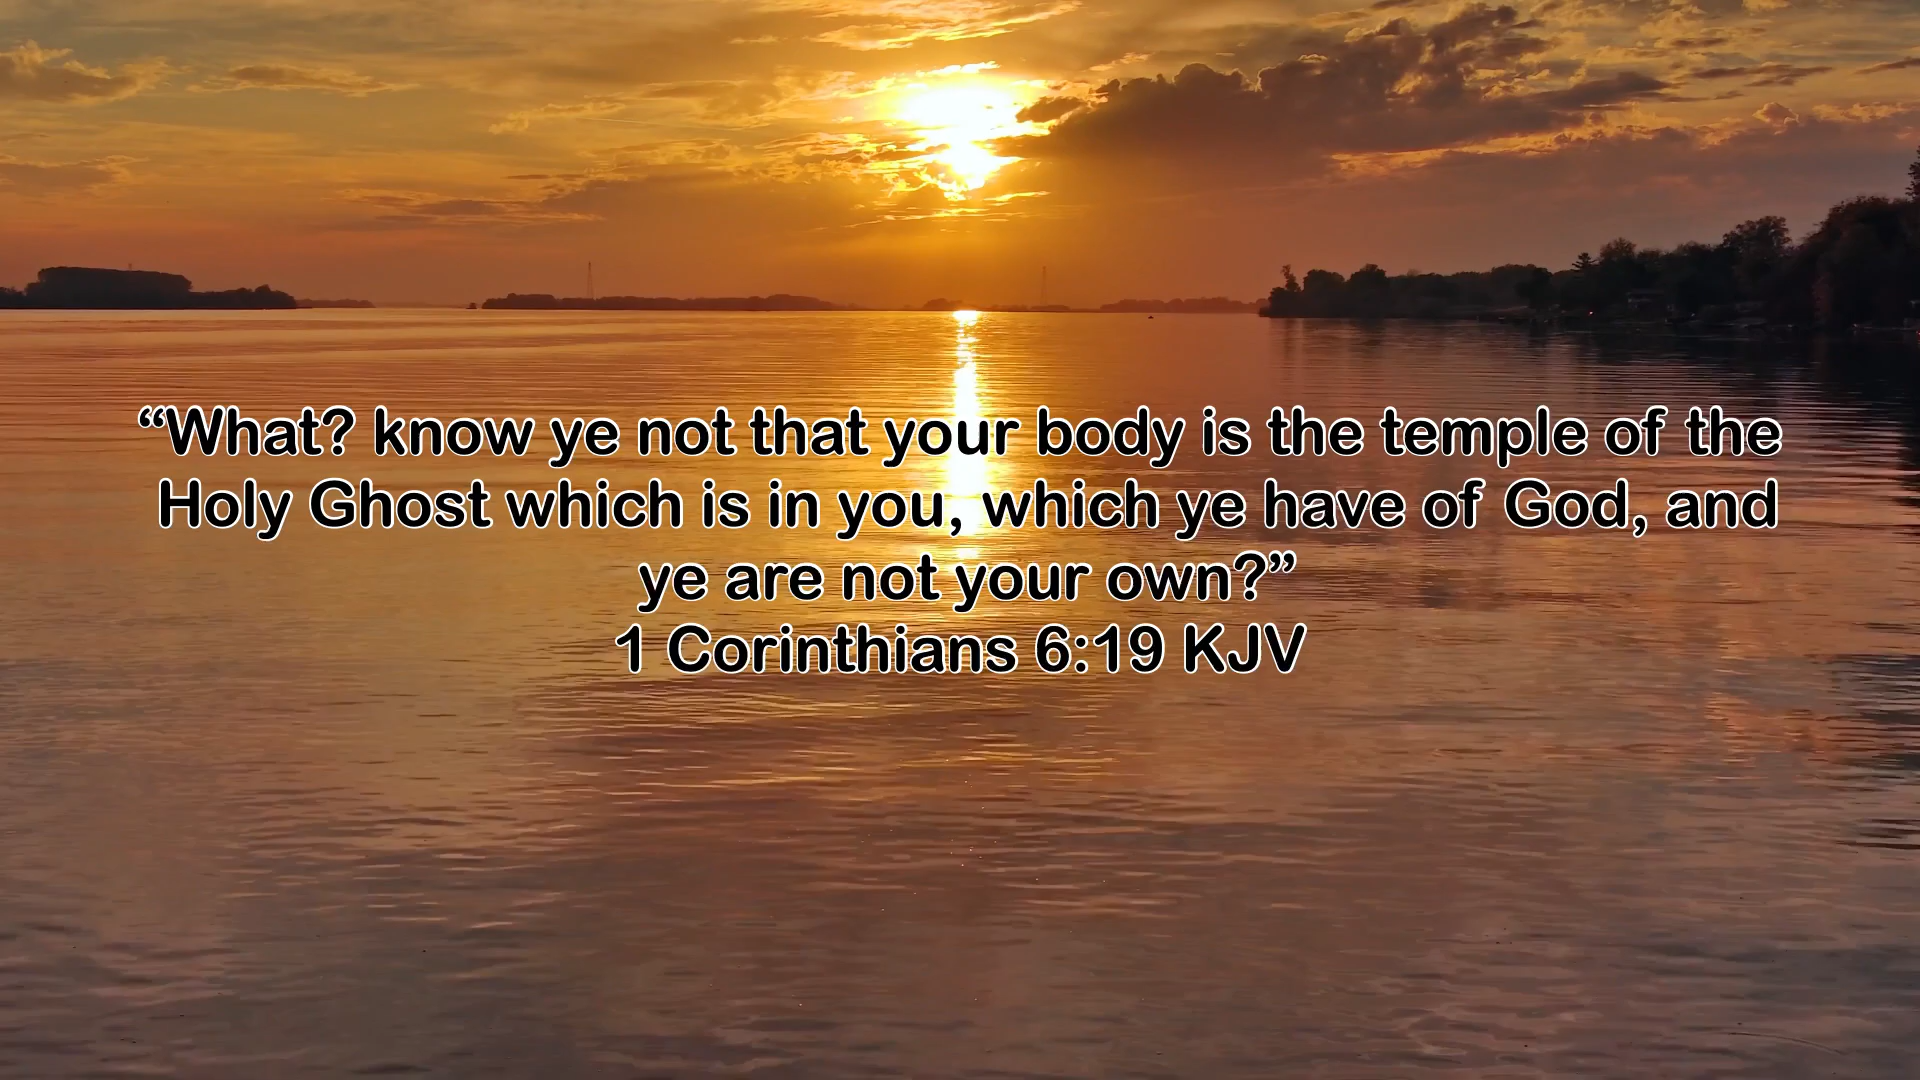 “What? know ye not that your body is the temple of the
Holy Ghost which is in you, which ye have of God, and
ye are not your own?”
1 Corinthians 6:19 KJV